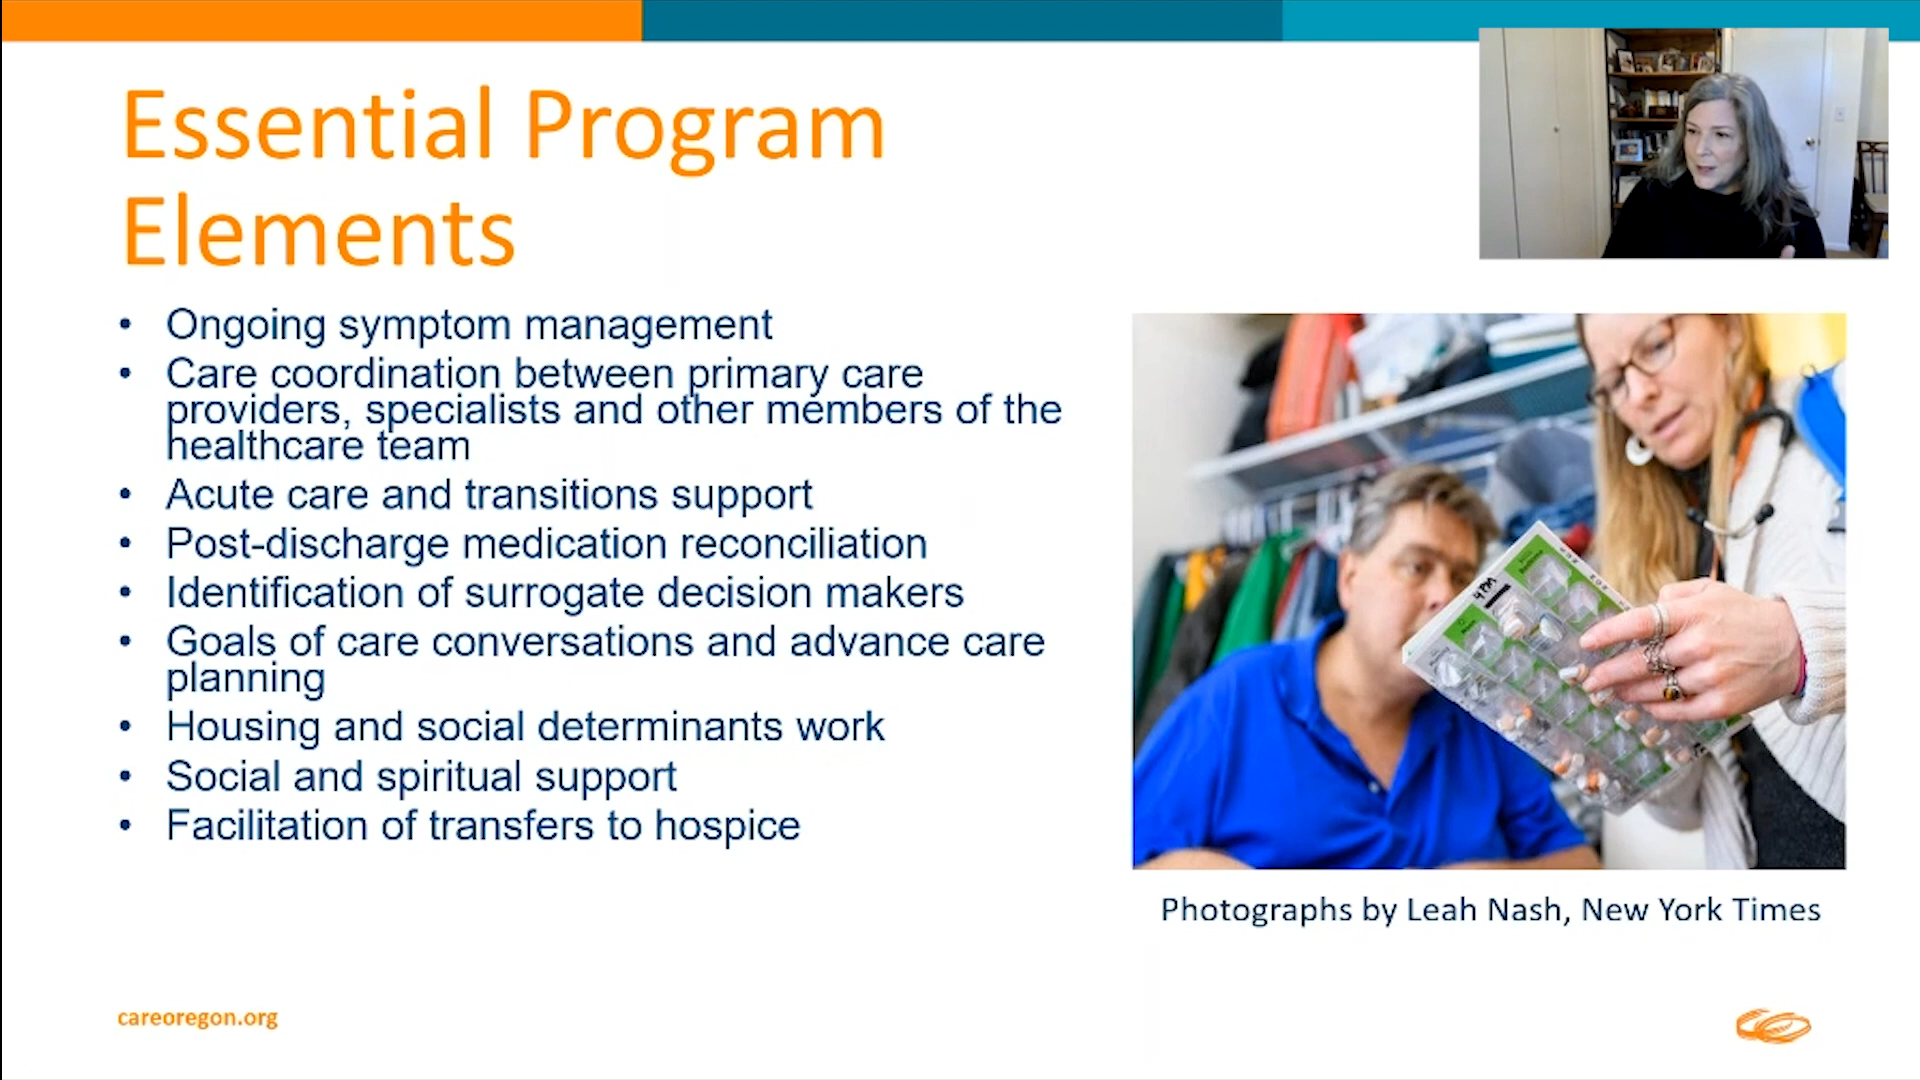 Essential Program
Elements
• Ongoing symptom management
• Care coordination between primary care
providers, specialists and other members of the
healthcare team
• Acute care and transitions support
• Post-discharge medication reconciliation
• Identification of surrogate decision makers
• Goals of care conversations and advance care
planning
• Housing and social determinants work
• Social and spiritual support
• Facilitation of transfers to hospice
4 PM
Photographs by Leah Nash, New York Times
careoregon.org